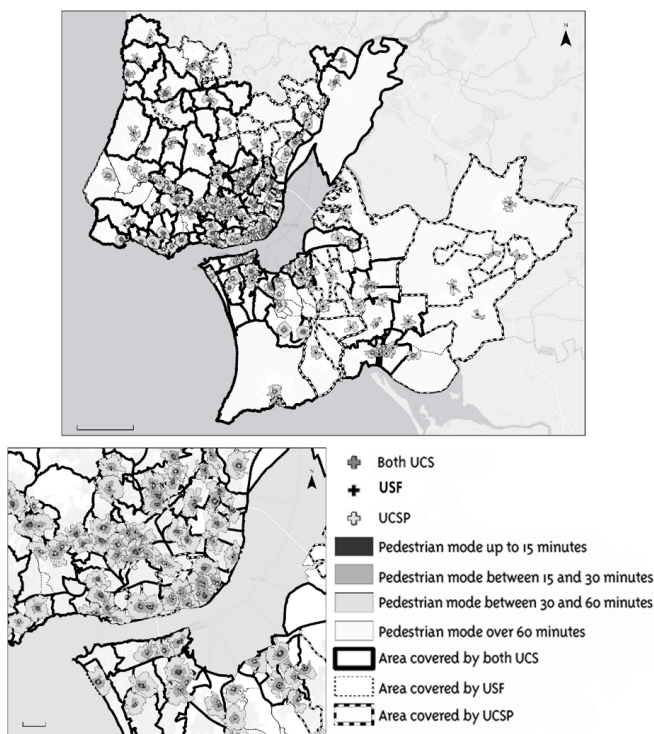 N
N
Both UCS
USF
UCSP
Pedestrian mode up to 15 minutes
Pedestrian mode between 15 and 30 minutes
Pedestrian mode between 30 and 60 minutes
Pedestrian mode over 60 minutes
Area covered by both UCS
Area covered by USF
Area covered by UCSP